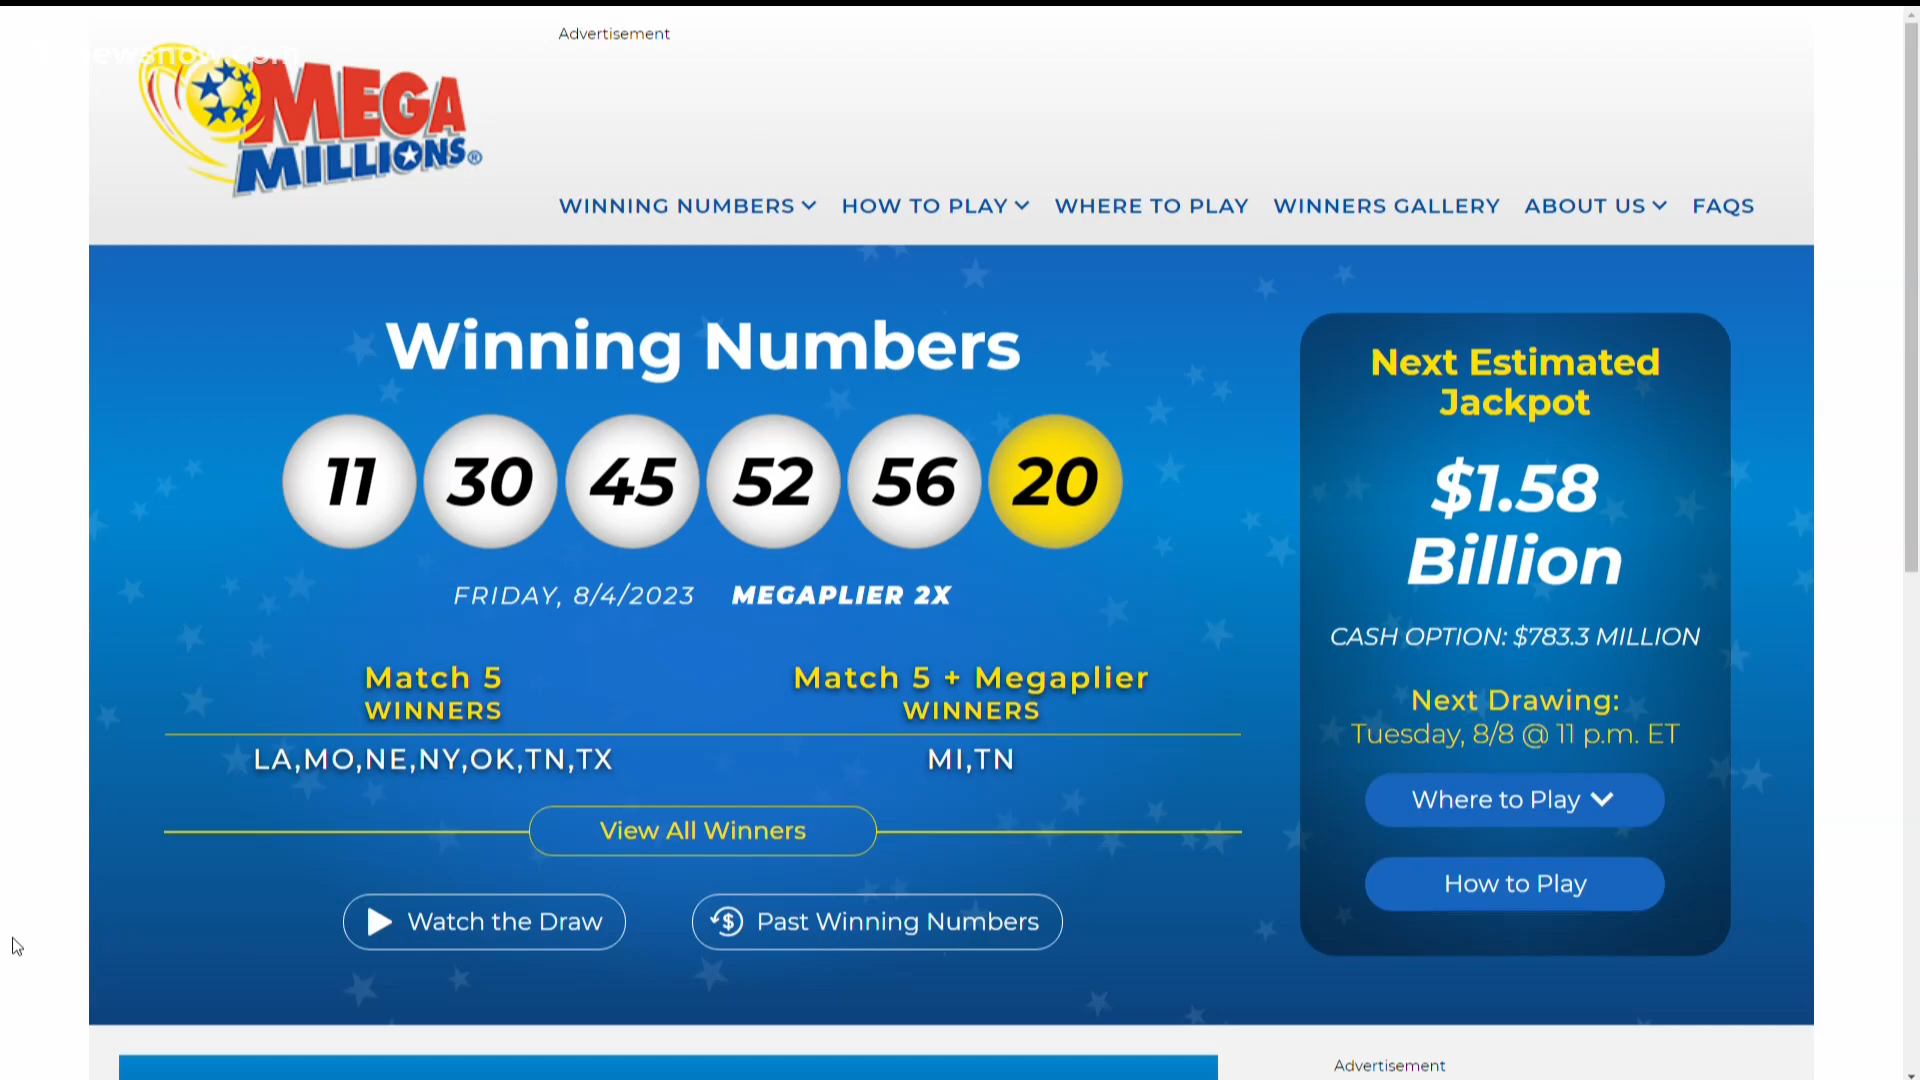 Advertisement
newsnow.com
MEGA
MILLIONS®
WINNING NUMBERS HOW TO PLAY WHERE TO PLAY WINNERS GALLERY ABOUT US FAQS
Winning Numbers
11 30 45 52 56 20
FRIDAY, 8/4/2023 MEGAPLIER 2X
Match 5
WINNERS
LA,MO,NE,NY,OK,TN,TX
Match 5 + Megaplier
WINNERS
MI,TN
View All Winners
Watch the Draw
Past Winning Numbers
Next Estimated
Jackpot
$1.58
Billion
CASH OPTION: $783.3 MILLION
Next Drawing:
Tuesday, 8/8 @ 11 p.m. ET
Where to Play
How to Play
Advertisement